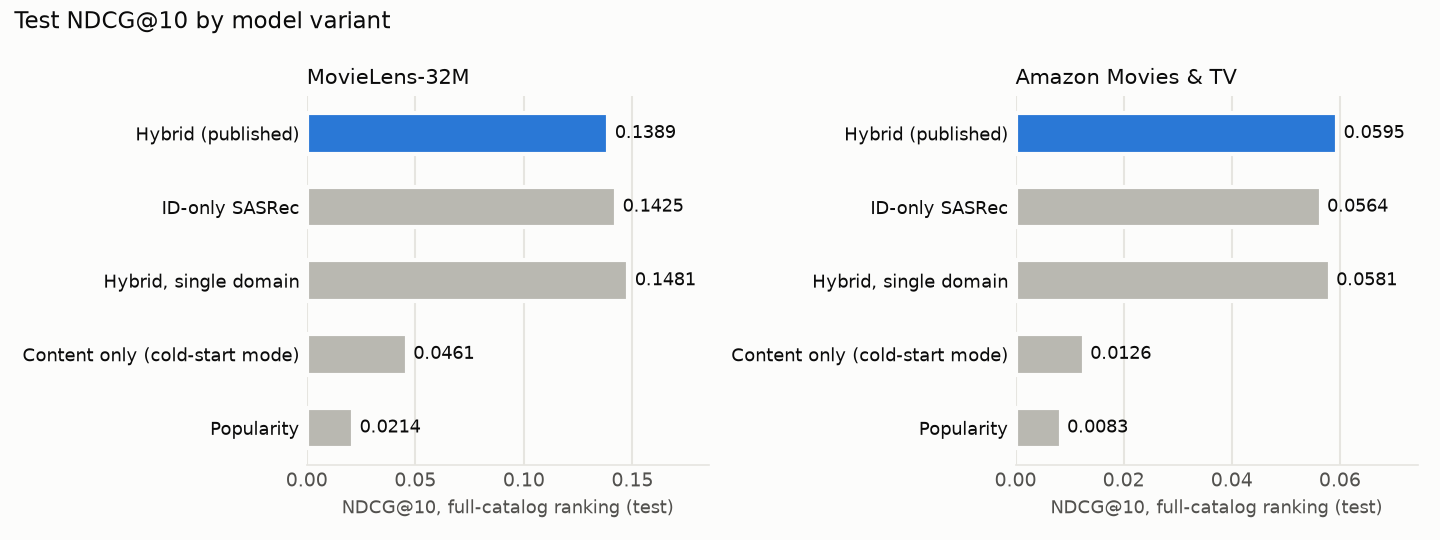 Test NDCG@10 by model variant
MovieLens-32M
Hybrid (published) 0.1389
ID-only SASRec 0.1425
Hybrid, single domain 0.1481
Content only (cold-start mode) 0.0461
Popularity 0.0214
0.00 0.05 0.10 0.15
NDCG@10, full-catalog ranking (test)
Amazon Movies & TV
Hybrid (published) 0.0595
ID-only SASRec 0.0564
Hybrid, single domain 0.0581
Content only (cold-start mode) 0.0126
Popularity 0.0083
0.00 0.02 0.04 0.06
NDCG@10, full-catalog ranking (test)